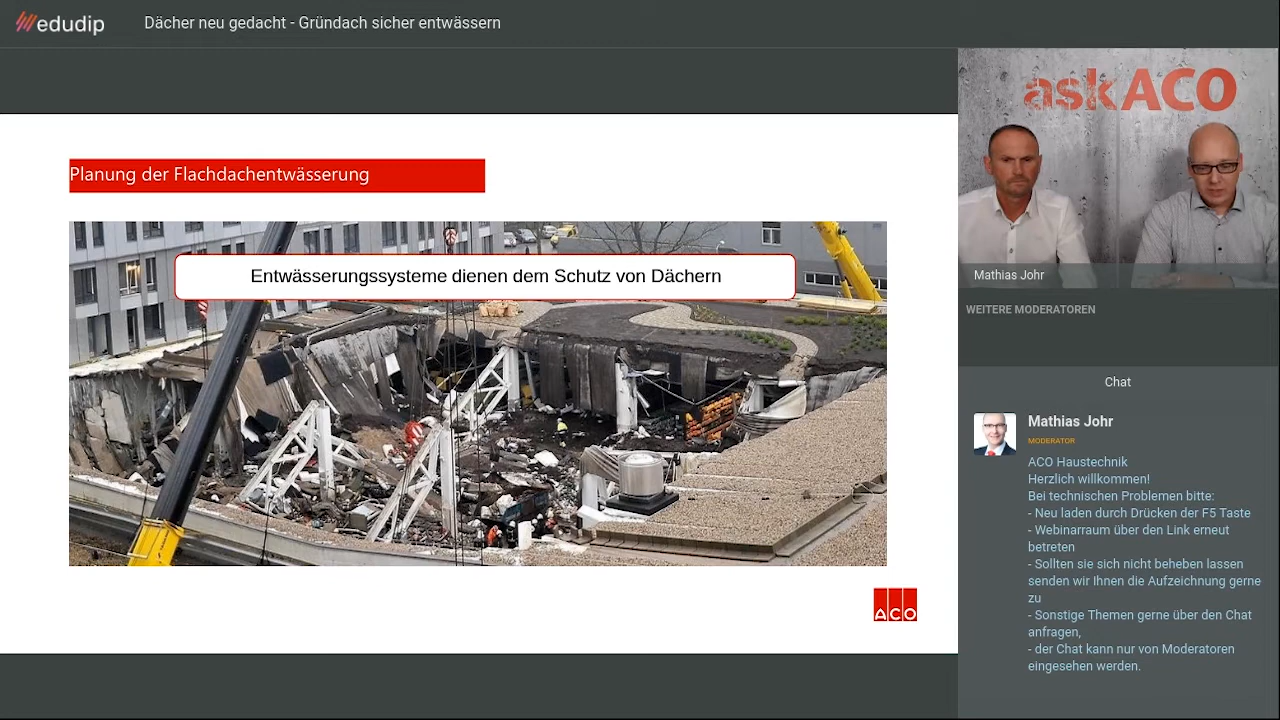 edudip
Dächer neu gedacht - Gründach sicher entwässern
Planung der Flachdachentwässerung
Entwässerungssysteme dienen dem Schutz von Dächern
ACO
askACO
Mathias Johr
WEITERE MODERATOREN
Chat
Mathias Johr
MODERATOR
ACO Haustechnik
Herzlich willkommen!
Bei technischen Problemen bitte:
- Neu laden durch Drücken der F5 Taste
- Webinarraum über den Link erneut
betreten
- Sollten sie sich nicht beheben lassen
senden wir Ihnen die Aufzeichnung gerne
zu
- Sonstige Themen gerne über den Chat
anfragen,
- der Chat kann nur von Moderatoren
eingesehen werden.